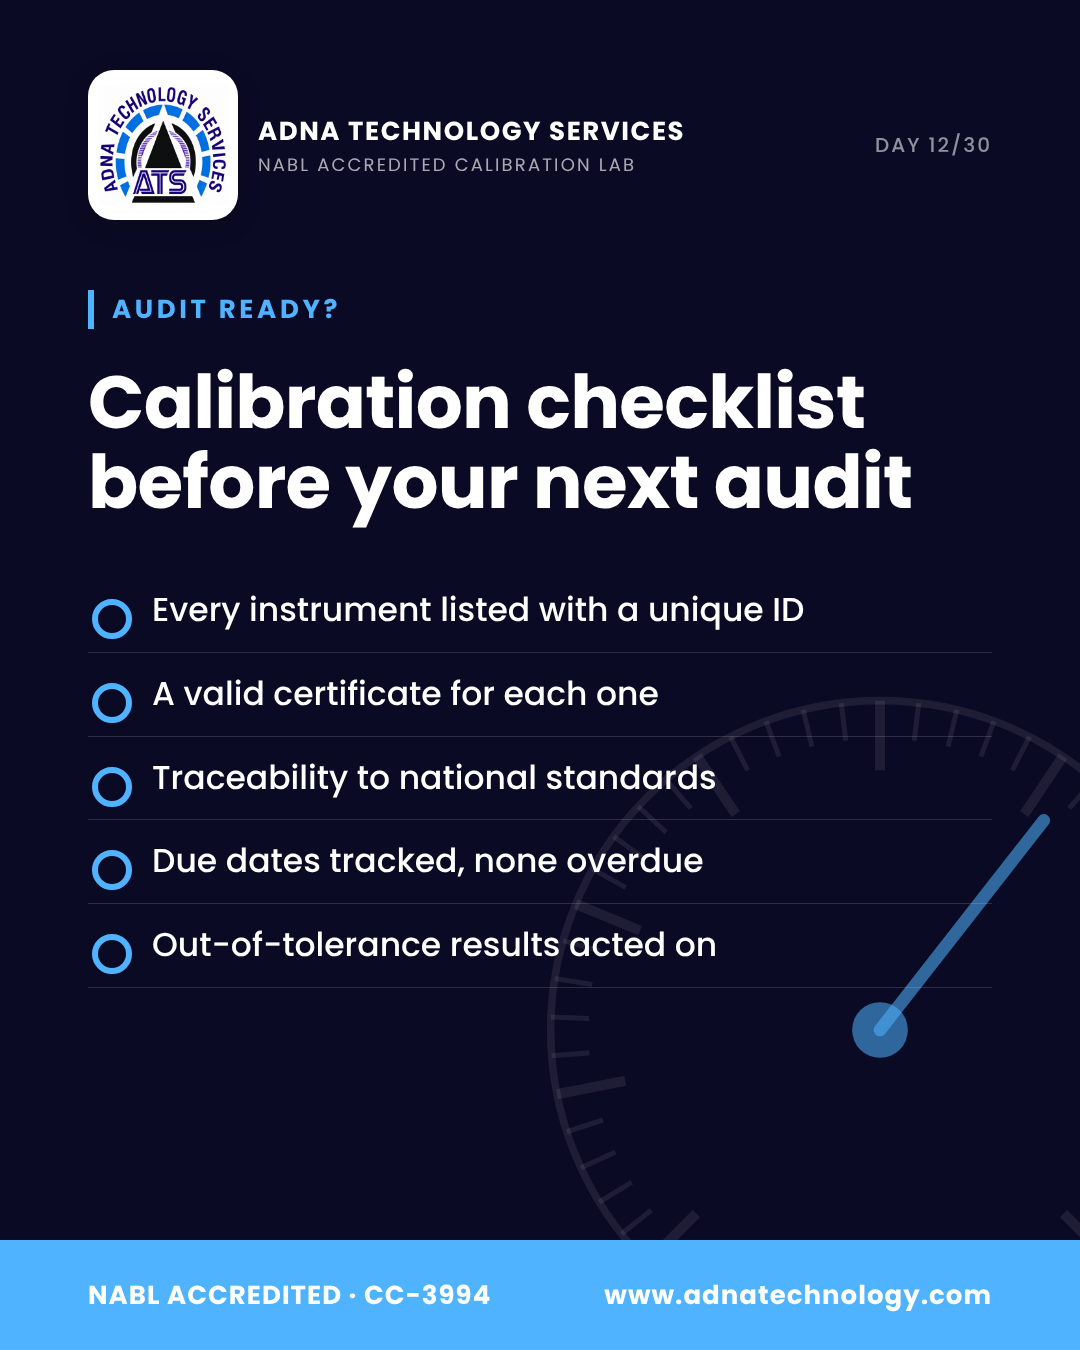 ADNA TECHNOLOGY SERVICES
ATS
ADNA TECHNOLOGY SERVICES
NABL ACCREDITED CALIBRATION LAB
DAY 12/30
AUDIT READY?
Calibration checklist
before your next audit
Every instrument listed with a unique ID
A valid certificate for each one
Traceability to national standards
Due dates tracked, none overdue
Out-of-tolerance results acted on
NABL ACCREDITED · CC-3994
www.adnatechnology.com